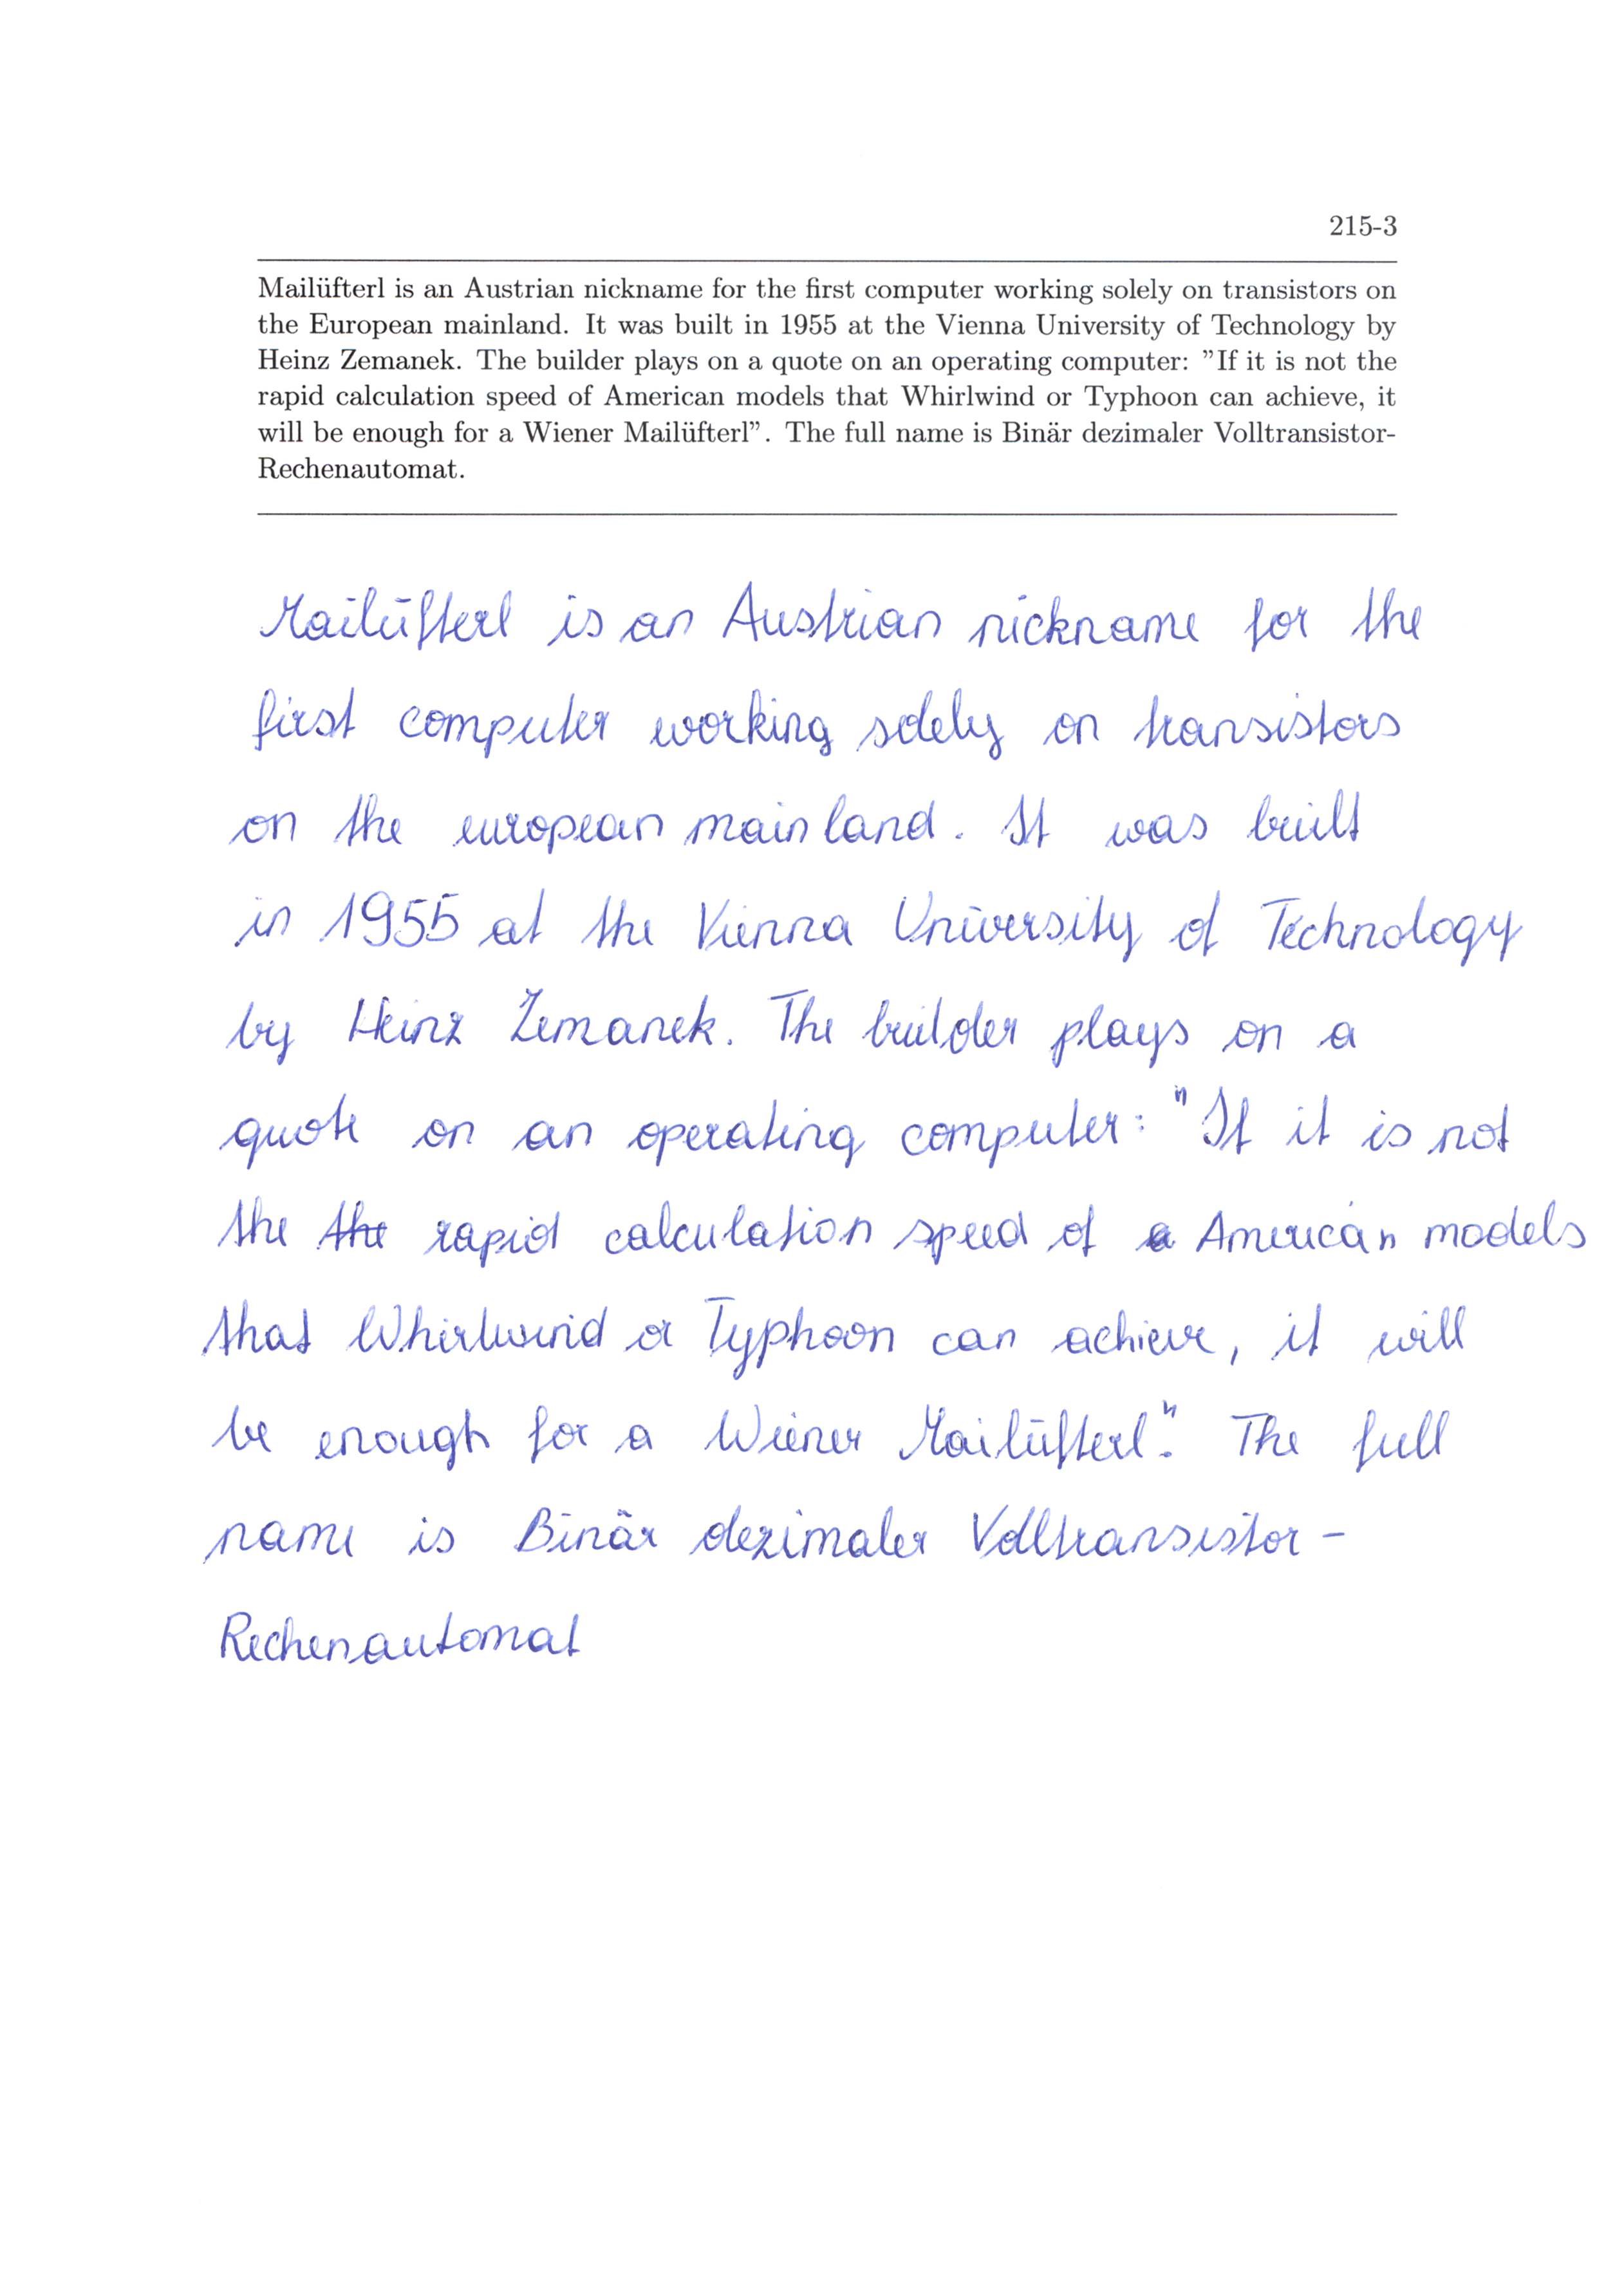 215-3
Mailüfterl is an Austrian nickname for the first computer working solely on transistors on
the European mainland. It was built in 1955 at the Vienna University of Technology by
Heinz Zemanek. The builder plays on a quote on an operating computer: "If it is not the
rapid calculation speed of American models that Whirlwind or Typhoon can achieve, it
will be enough for a Wiener Mailüfterl". The full name is Binär dezimaler Volltransistor-
Rechenautomat.
Mailüfterl is an Austrian nickname for the
first computer working solely on transistors
on the european mainland. It was built
in 1955 at the Vienna University of Technology
by Heinz Zemanek. The builder plays on a
quote on an operating computer: "If it is not
the the rapid calculation speed of a American models
that Whirlwind or Typhoon can achieve, it will
be enough for a Wiener Mailüfterl". The full
name is Binär dezimaler Volltransistor-
Rechenautomat